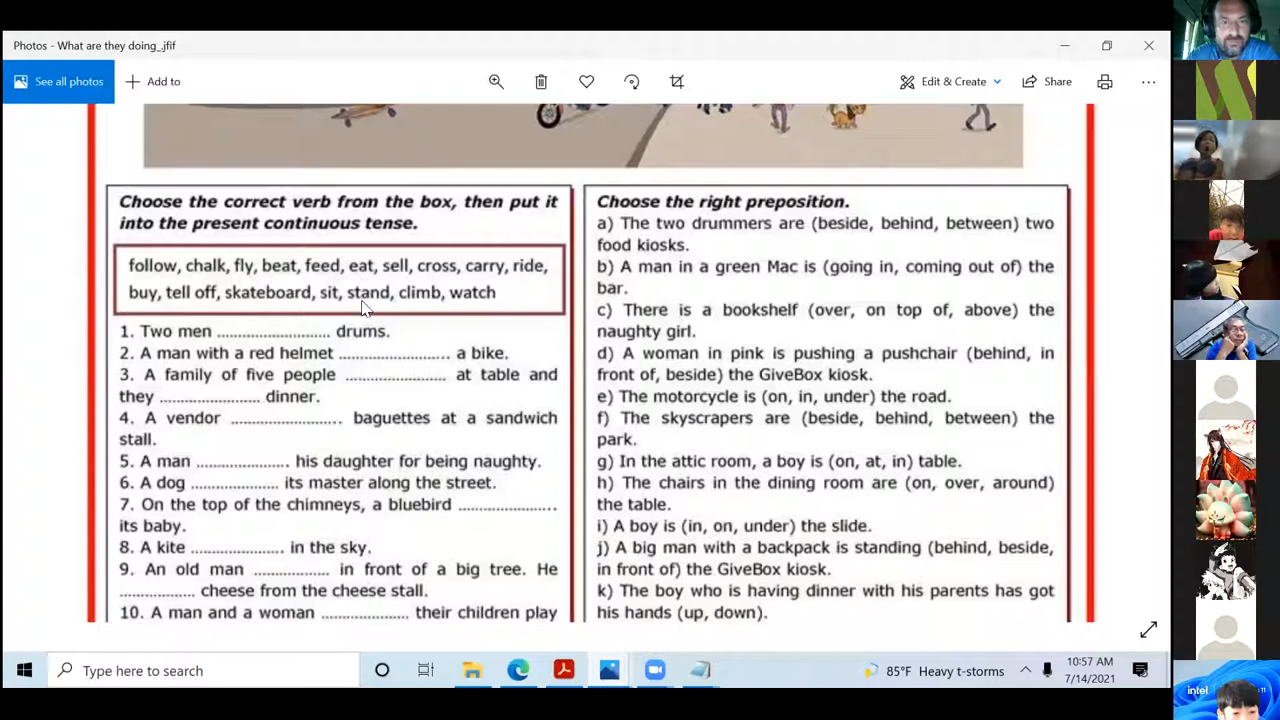 Photos - What are they doing_.jfif
See all photos
Add to
Edit & Create
Share
Choose the correct verb from the box, then put it
into the present continuous tense.
follow, chalk, fly, beat, feed, eat, sell, cross, carry, ride,
buy, tell off, skateboard, sit, stand, climb, watch
1. Two men ........................... drums.
2. A man with a red helmet ........................... a bike.
3. A family of five people ........................ at table and
they ........................ dinner.
4. A vendor ........................... baguettes at a sandwich
stall.
5. A man ....................... his daughter for being naughty.
6. A dog ...................... its master along the street.
7. On the top of the chimneys, a bluebird ........................
its baby.
8. A kite ....................... in the sky.
9. An old man .................. in front of a big tree. He
.................. cheese from the cheese stall.
10. A man and a woman ..................... their children play
Choose the right preposition.
a) The two drummers are (beside, behind, between) two
food kiosks.
b) A man in a green Mac is (going in, coming out of) the
bar.
c) There is a bookshelf (over, on top of, above) the
naughty girl.
d) A woman in pink is pushing a pushchair (behind, in
front of, beside) the GiveBox kiosk.
e) The motorcycle is (on, in, under) the road.
f) The skyscrapers are (beside, behind, between) the
park.
g) In the attic room, a boy is (on, at, in) table.
h) The chairs in the dining room are (on, over, around)
the table.
i) A boy is (in, on, under) the slide.
j) A big man with a backpack is standing (behind, beside,
in front of) the GiveBox kiosk.
k) The boy who is having dinner with his parents has got
his hands (up, down).
Type here to search
85°F Heavy t-storms
10:57 AM
7/14/2021
intel
11